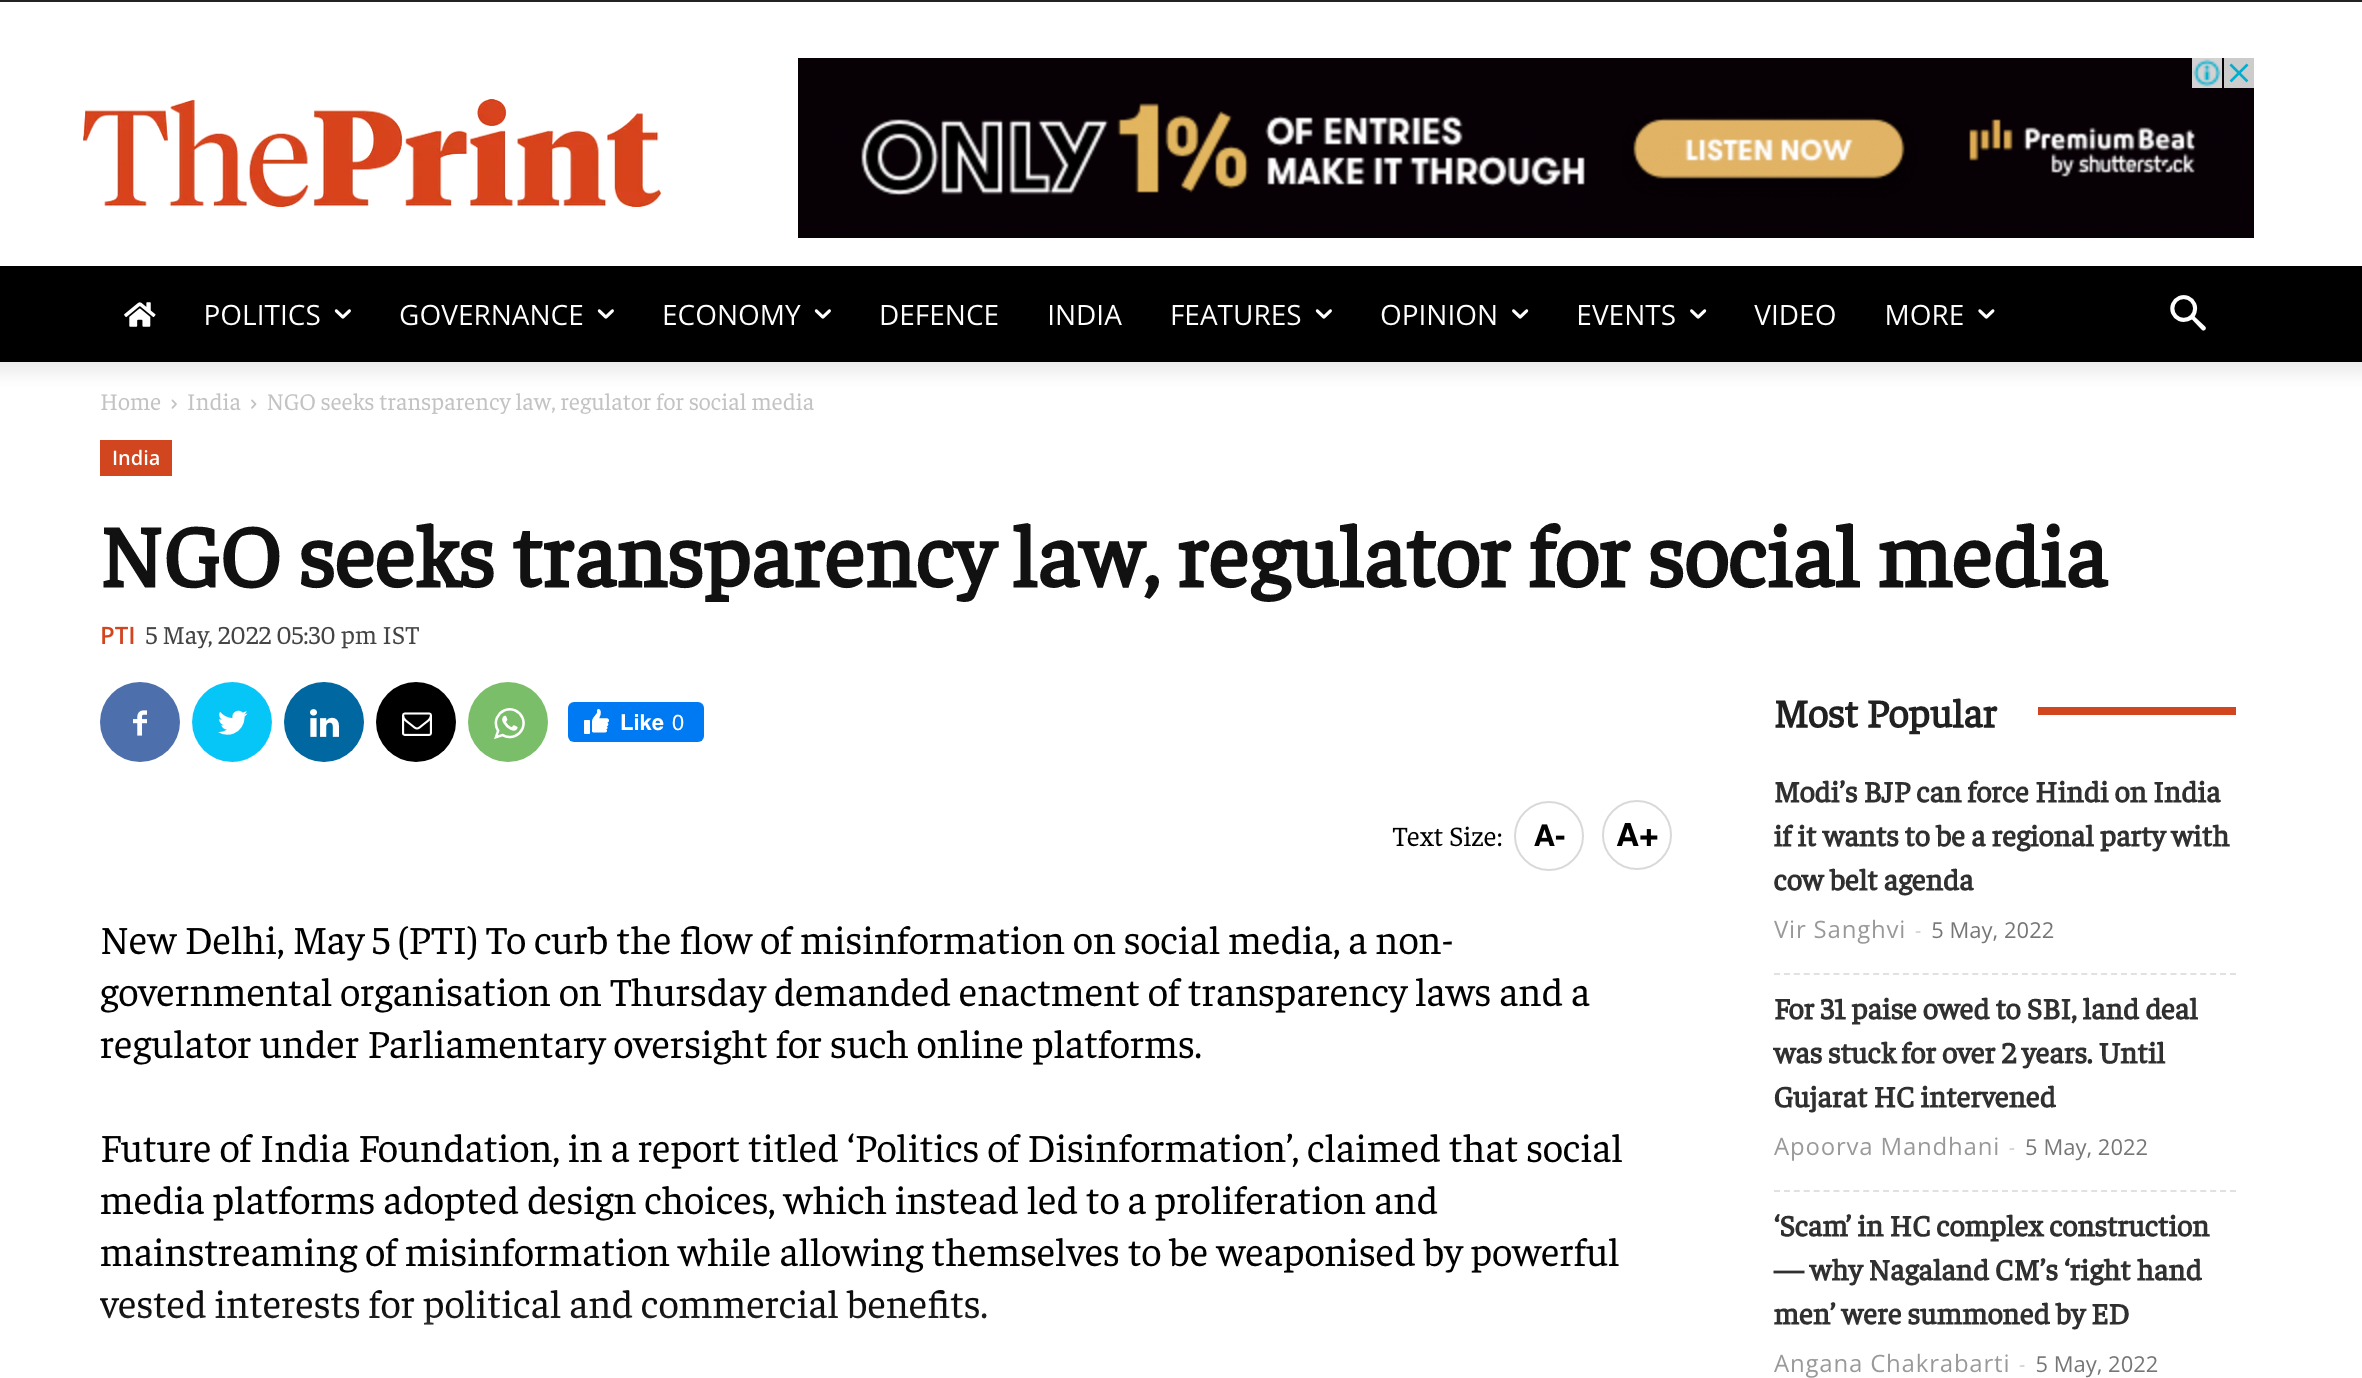 ThePrint
ONLY 1% OF ENTRIES
MAKE IT THROUGH
LISTEN NOW
PremiumBeat
by shutterstock
POLITICS GOVERNANCE ECONOMY DEFENCE INDIA FEATURES OPINION EVENTS VIDEO MORE
Home › India › NGO seeks transparency law, regulator for social media
India
NGO seeks transparency law, regulator for social media
PTI 5 May, 2022 05:30 pm IST
Like 0
Text Size: A- A+
New Delhi, May 5 (PTI) To curb the flow of misinformation on social media, a non-
governmental organisation on Thursday demanded enactment of transparency laws and a
regulator under Parliamentary oversight for such online platforms.
Future of India Foundation, in a report titled ‘Politics of Disinformation’, claimed that social
media platforms adopted design choices, which instead led to a proliferation and
mainstreaming of misinformation while allowing themselves to be weaponised by powerful
vested interests for political and commercial benefits.
Most Popular
Modi’s BJP can force Hindi on India
if it wants to be a regional party with
cow belt agenda
Vir Sanghvi - 5 May, 2022
For 31 paise owed to SBI, land deal
was stuck for over 2 years. Until
Gujarat HC intervened
Apoorva Mandhani - 5 May, 2022
‘Scam’ in HC complex construction
— why Nagaland CM’s ‘right hand
men’ were summoned by ED
Angana Chakrabarti - 5 May, 2022